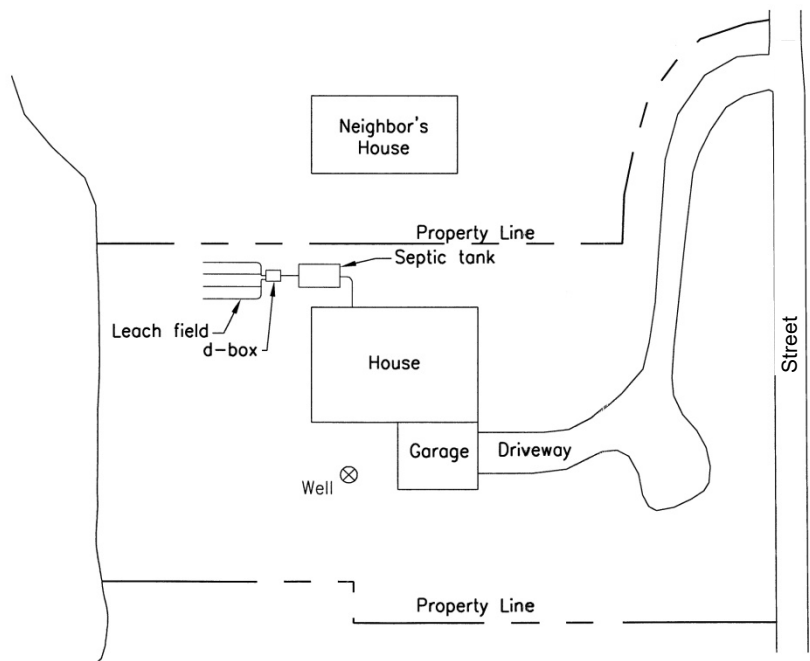 Neighbor's
House
Property Line
Septic tank
Leach field
d-box
House
Street
Garage
Driveway
Well
Property Line